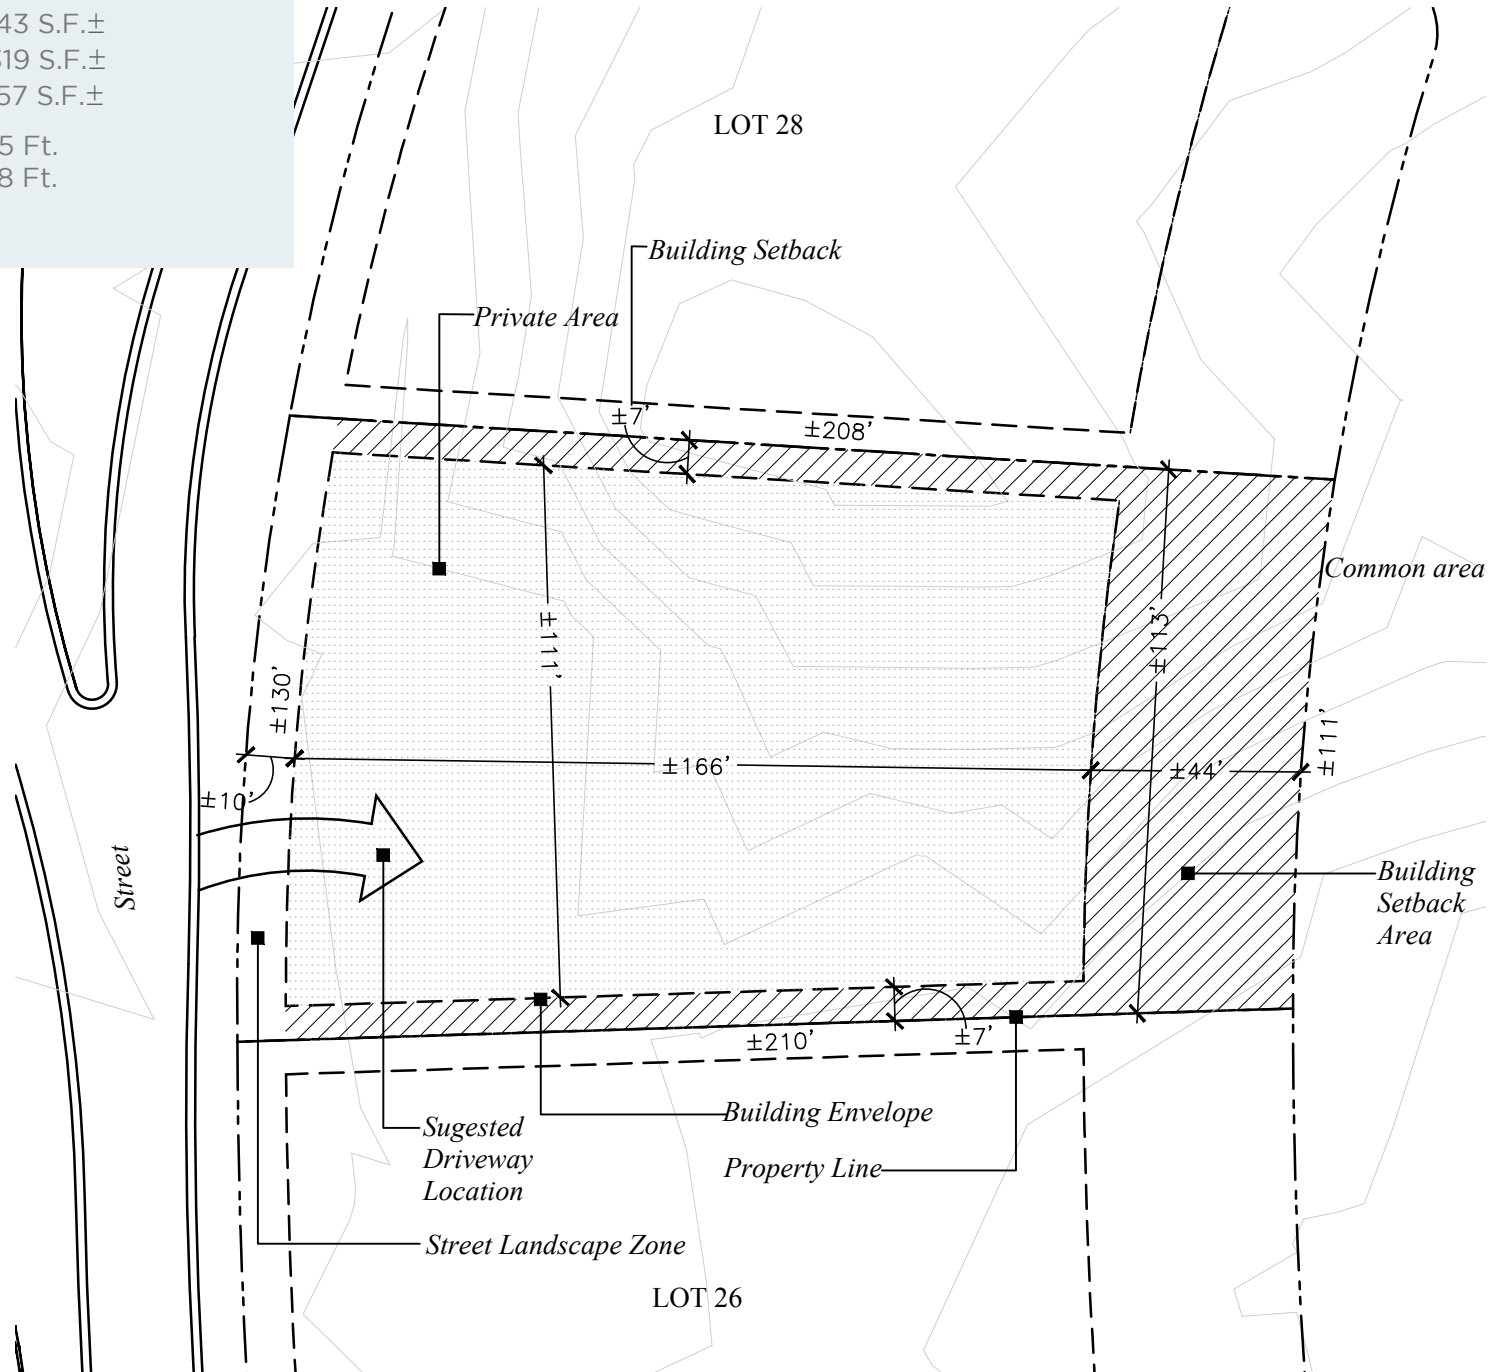 43 S.F.±
19 S.F.±
57 S.F.±
5 Ft.
8 Ft.
LOT 28
Building Setback
Private Area
±7’
±208’
Common area
±111’
±113’
±130’
±111’
±166’
±44’
±10’
Street
Building
Setback
Area
±210’
±7’
Building Envelope
Sugested
Driveway
Location
Property Line
Street Landscape Zone
LOT 26